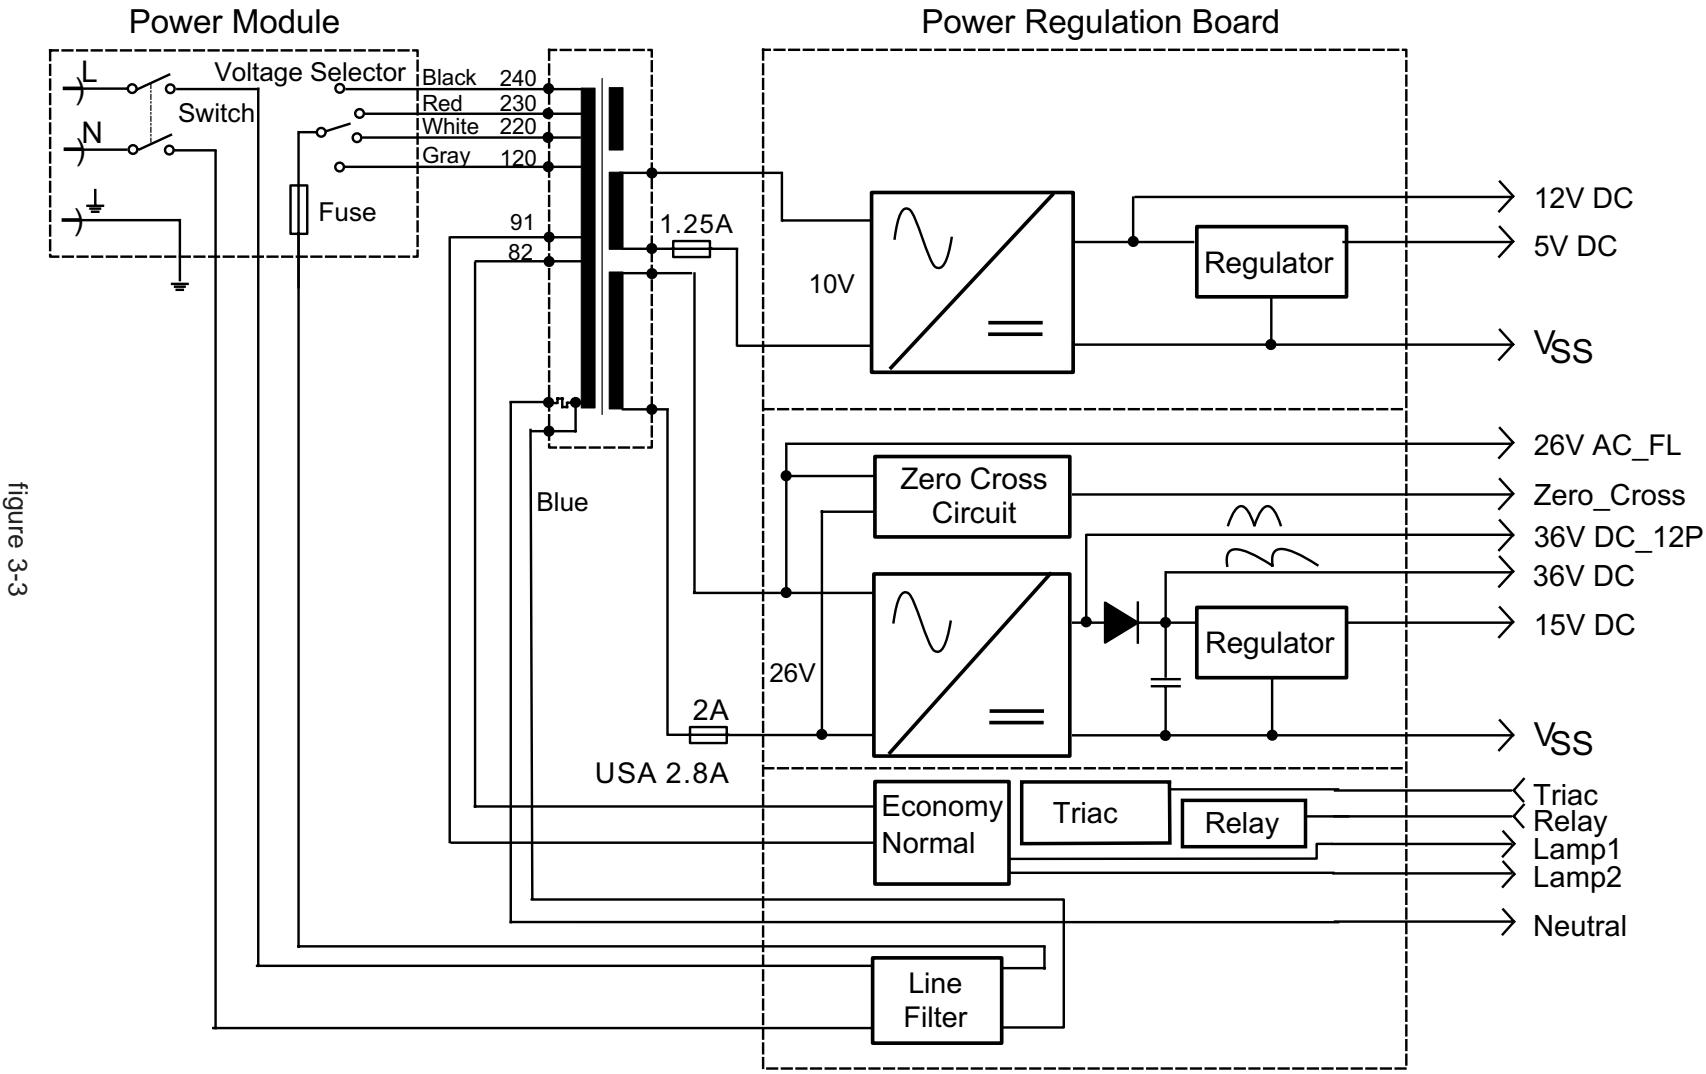 Power Module
Power Regulation Board
L
Voltage Selector
Switch
N
Fuse
Black 240
Red 230
White 220
Gray 120
91
82
1.25A
10V
Regulator
12V DC
5V DC
VSS
Blue
Zero Cross
Circuit
26V AC_FL
Zero_Cross
36V DC_12P
36V DC
15V DC
Regulator
26V
2A
USA 2.8A
VSS
Economy
Normal
Triac
Relay
Triac
Relay
Lamp1
Lamp2
Neutral
Line
Filter
figure 3-3